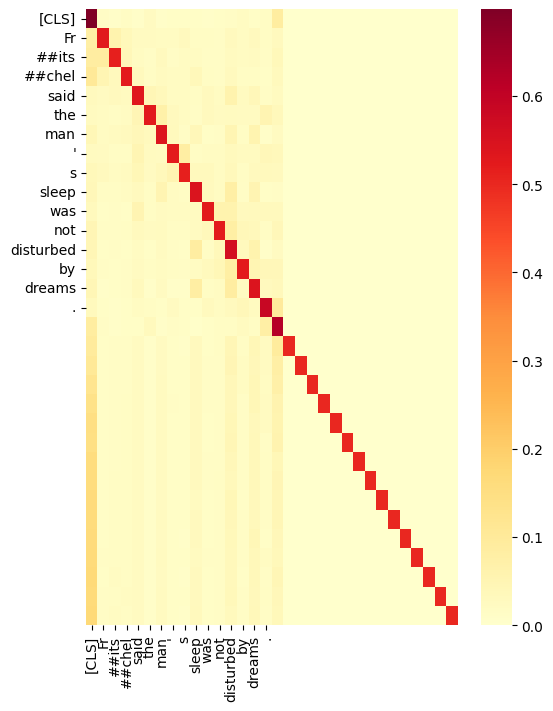 [CLS]
Fr
##its
##chel
said
the
man
'
s
sleep
was
not
disturbed
by
dreams
.
0.6
0.5
0.4
0.3
0.2
0.1
0.0
[CLS]
Fr
##its
##chel
said
the
man
'
s
sleep
was
not
disturbed
by
dreams
.